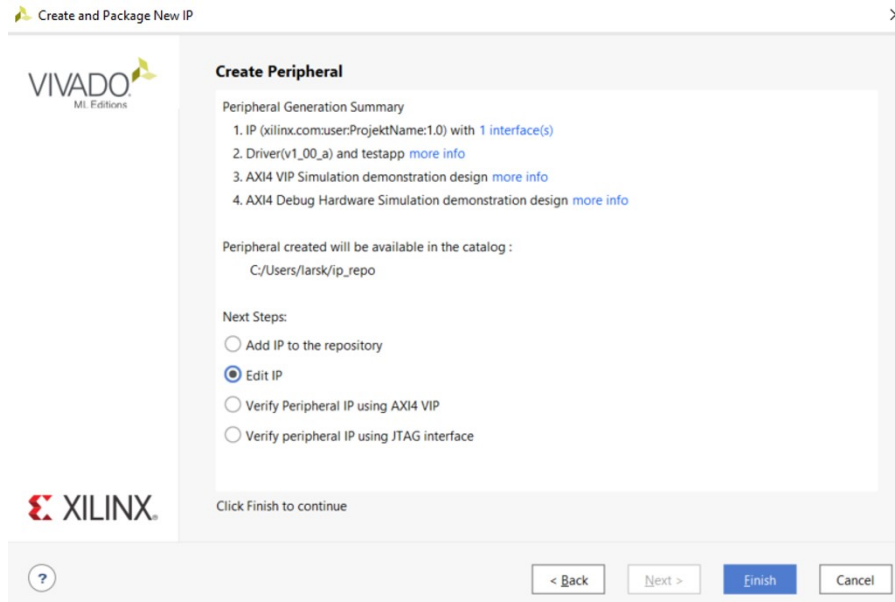 Create and Package New IP
VIVADO
ML Editions
Create Peripheral
Peripheral Generation Summary
1. IP (xilinx.com:user:ProjektName:1.0) with 1 interface(s)
2. Driver(v1_00_a) and testapp more info
3. AXI4 VIP Simulation demonstration design more info
4. AXI4 Debug Hardware Simulation demonstration design more info
Peripheral created will be available in the catalog :
C:/Users/larsk/ip_repo
Next Steps:
Add IP to the repository
Edit IP
Verify Peripheral IP using AXI4 VIP
Verify peripheral IP using JTAG interface
XILINX.
Click Finish to continue
?
< Back
Next >
Finish
Cancel